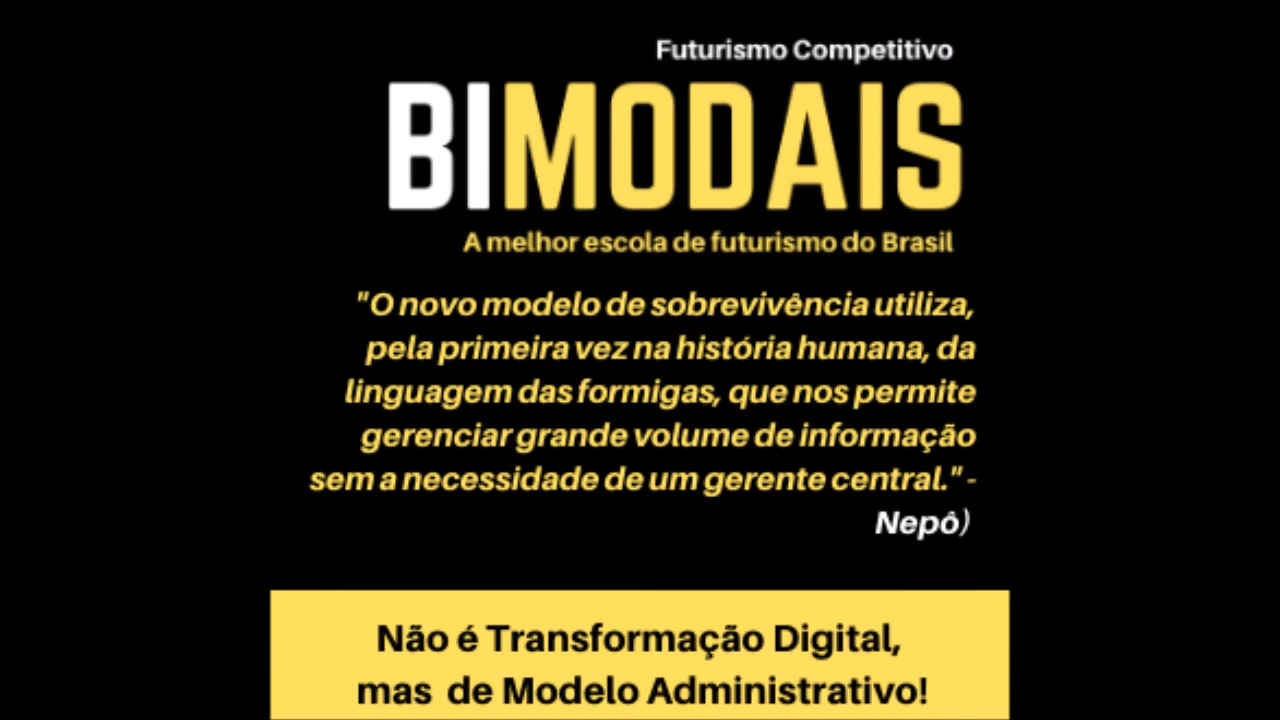 Futurismo Competitivo
BIMODAIS
A melhor escola de futurismo do Brasil
"O novo modelo de sobrevivência utiliza,
pela primeira vez na história humana, da
linguagem das formigas, que nos permite
gerenciar grande volume de informação
sem a necessidade de um gerente central." -
Nepô)
Não é Transformação Digital,
mas  de Modelo Administrativo!